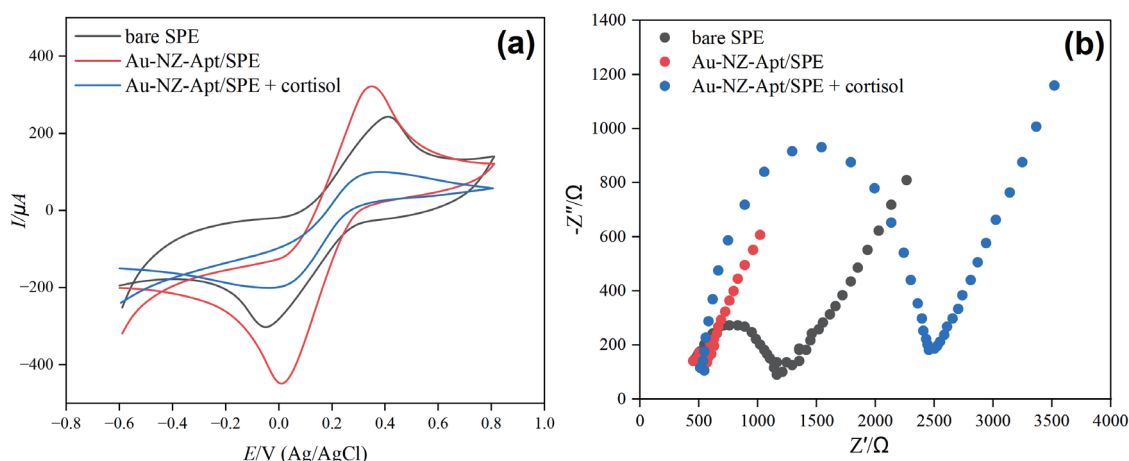 (a)
bare SPE
Au-NZ-Apt/SPE
Au-NZ-Apt/SPE + cortisol
400
200
0
−200
−400
I/μA
−0.8 −0.6 −0.4 −0.2 0.0 0.2 0.4 0.6 0.8 1.0
E/V (Ag/AgCl)
(b)
bare SPE
Au-NZ-Apt/SPE
Au-NZ-Apt/SPE + cortisol
1400
1200
1000
800
600
400
200
0
-Z″/Ω
0 500 1000 1500 2000 2500 3000 3500 4000
Z′/Ω